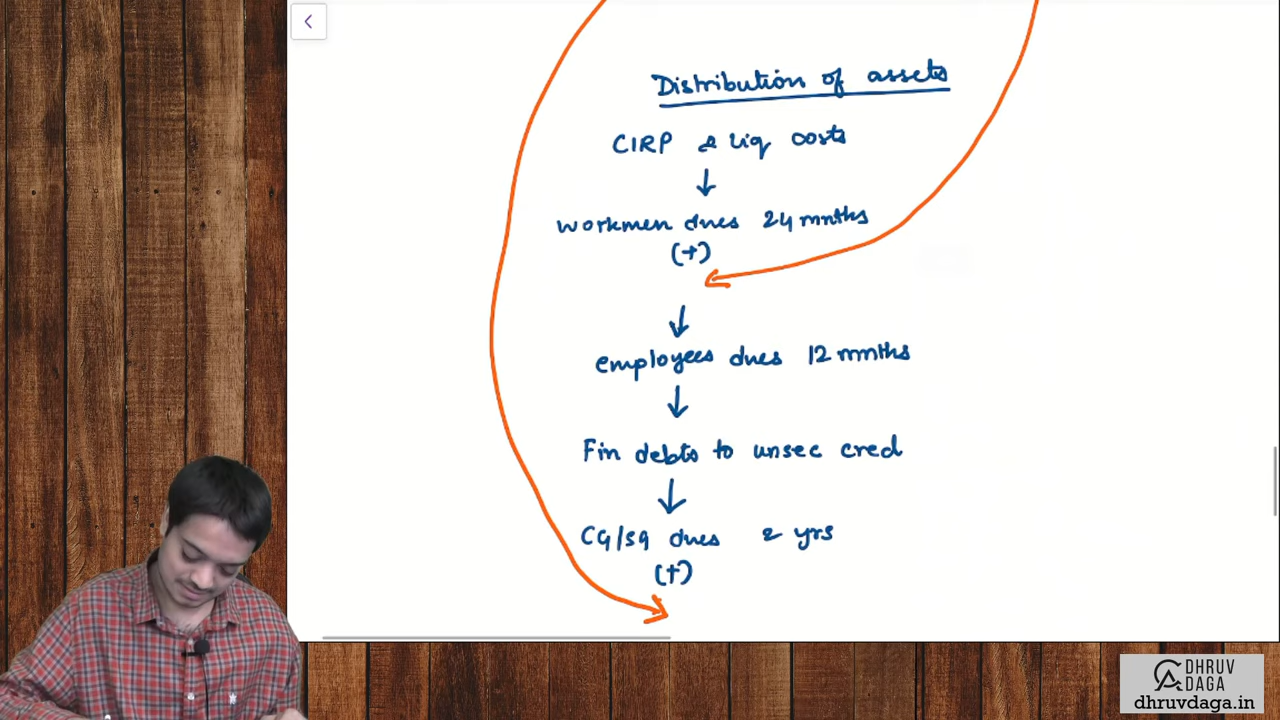 Distribution of assets
CIRP & liq costs
↓
workmen dues 24 mnths
(+)
↓
employees dues 12 mnths
↓
Fin debts to unsec cred
↓
CG/SG dues 2 yrs
(+)
DHRUV
DAGA
dhruvdaga.in